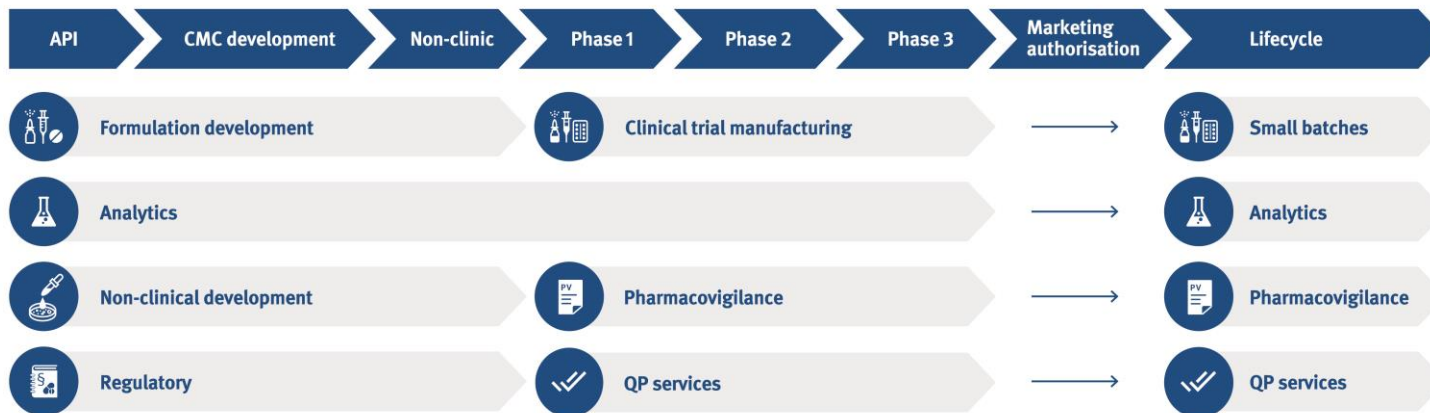 API
CMC development
Non-clinic
Phase 1
Phase 2
Phase 3
Marketing
authorisation
Lifecycle
Formulation development
Clinical trial manufacturing
Small batches
Analytics
Analytics
Non-clinical development
PV
Pharmacovigilance
PV
Pharmacovigilance
§
Regulatory
QP services
QP services